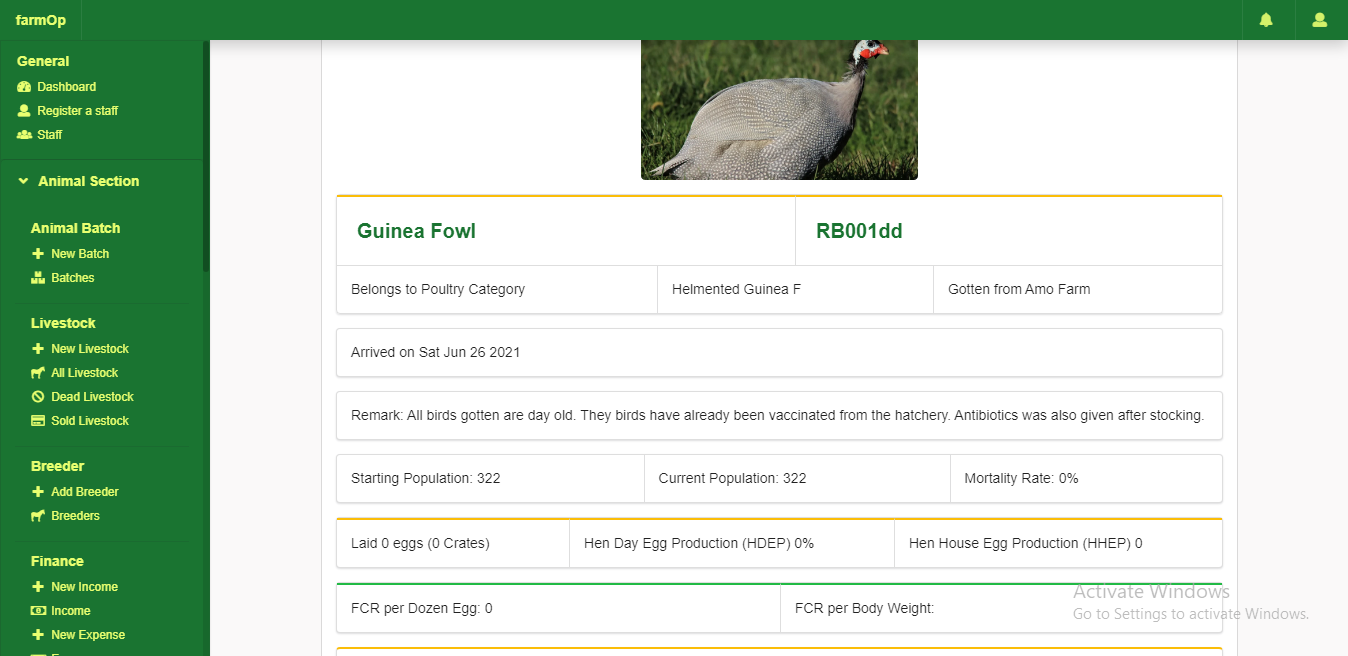 farmOp
General
Dashboard
Register a staff
Staff
Animal Section
Animal Batch
New Batch
Batches
Livestock
New Livestock
All Livestock
Dead Livestock
Sold Livestock
Breeder
Add Breeder
Breeders
Finance
New Income
Income
New Expense
Guinea Fowl RB001dd
Belongs to Poultry Category Helmented Guinea F Gotten from Amo Farm
Arrived on Sat Jun 26 2021
Remark: All birds gotten are day old. They birds have already been vaccinated from the hatchery. Antibiotics was also given after stocking.
Starting Population: 322 Current Population: 322 Mortality Rate: 0%
Laid 0 eggs (0 Crates) Hen Day Egg Production (HDEP) 0% Hen House Egg Production (HHEP) 0
FCR per Dozen Egg: 0 FCR per Body Weight:
Activate Windows
Go to Settings to activate Windows.